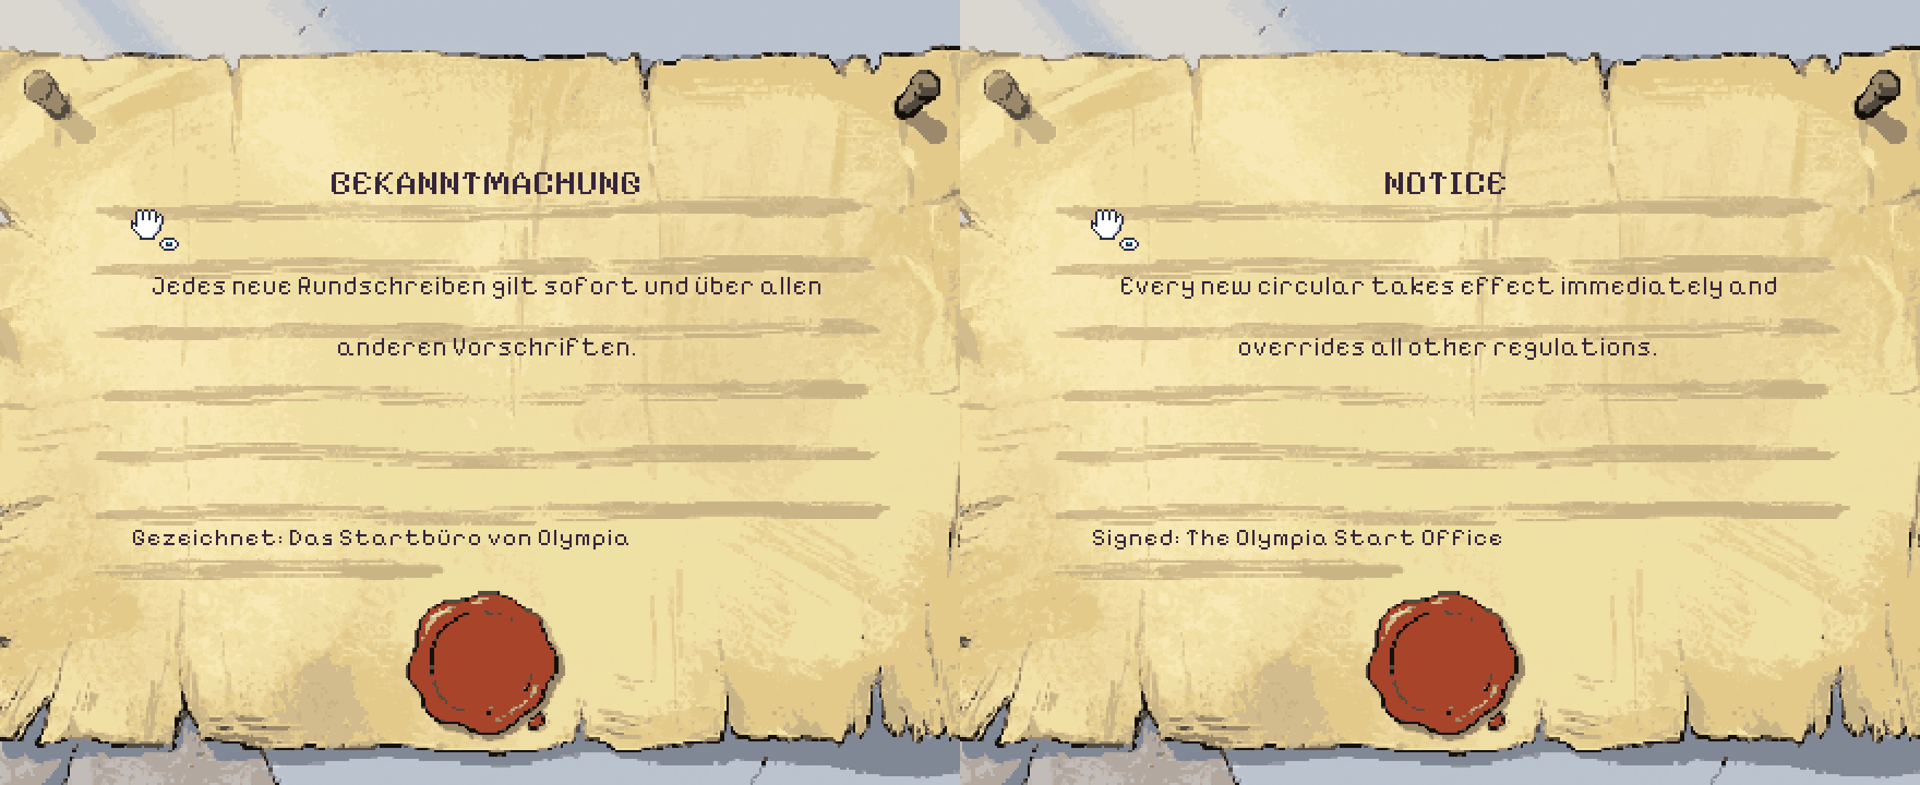 BEKANNTMACHUNG
Jedes neue Rundschreiben gilt sofort und über allen
anderen Vorschriften.
Gezeichnet: Das Startbüro von Olympia
NOTICE
Every new circular takes effect immediately and
overrides all other regulations.
Signed: The Olympia Start Office